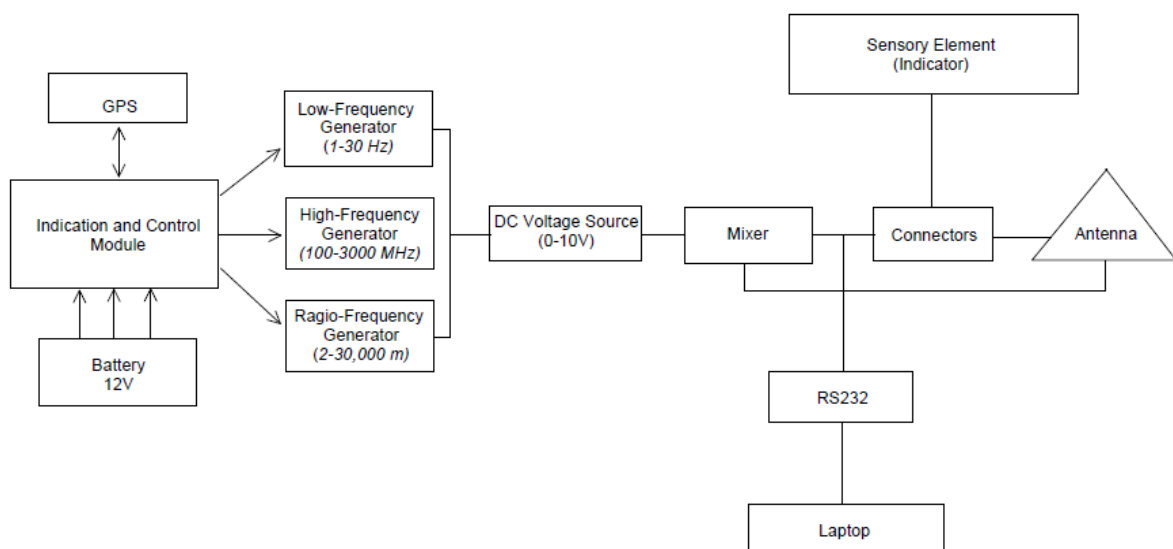 Sensory Element
(Indicator)
GPS
Low-Frequency
Generator
(1-30 Hz)
Indication and Control
Module
High-Frequency
Generator
(100-3000 MHz)
DC Voltage Source
(0-10V)
Mixer
Connectors
Antenna
Ragio-Frequency
Generator
(2-30,000 m)
Battery
12V
RS232
Laptop